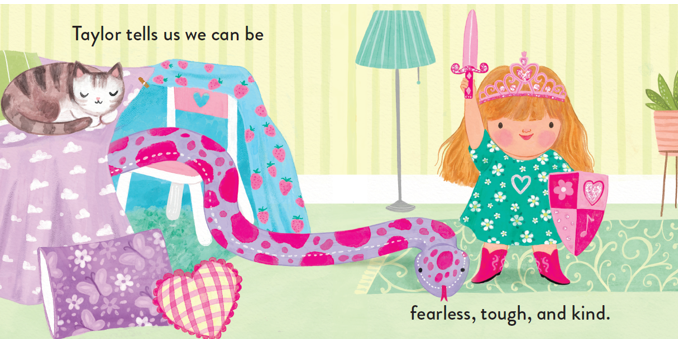 Taylor tells us we can be
fearless, tough, and kind.